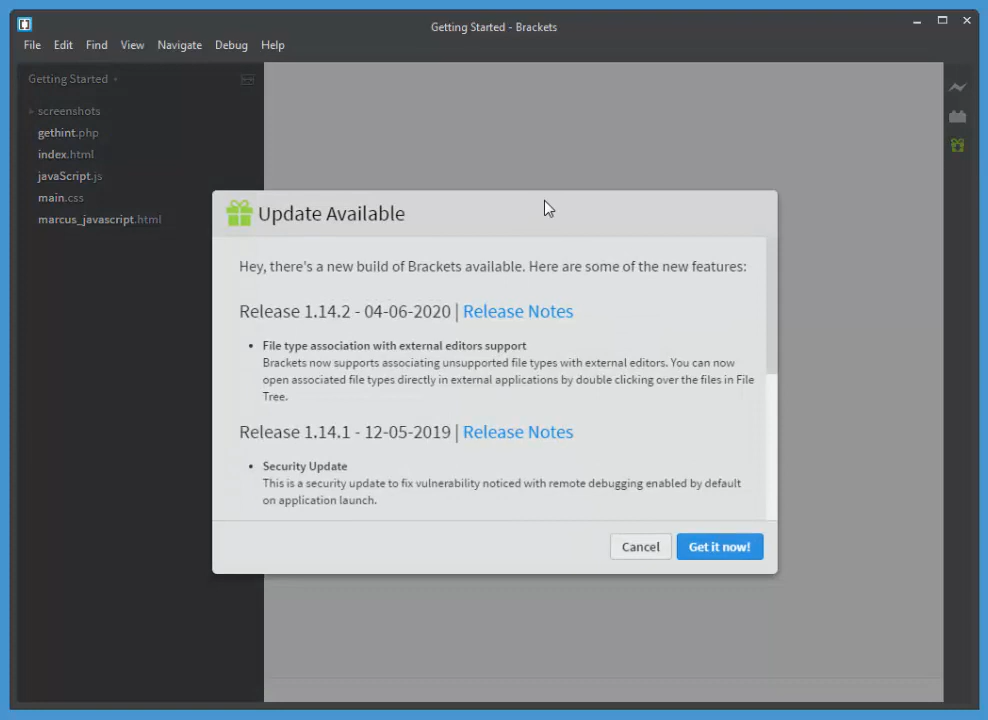 Getting Started - Brackets
File Edit Find View Navigate Debug Help
Getting Started
screenshots
gethint.php
index.html
javaScript.js
main.css
marcus_javascript.html
Update Available
Hey, there's a new build of Brackets available. Here are some of the new features:
Release 1.14.2 - 04-06-2020 | Release Notes
• File type association with external editors support
Brackets now supports associating unsupported file types with external editors. You can now
open associated file types directly in external applications by double clicking over the files in File
Tree.
Release 1.14.1 - 12-05-2019 | Release Notes
• Security Update
This is a security update to fix vulnerability noticed with remote debugging enabled by default
on application launch.
Cancel Get it now!